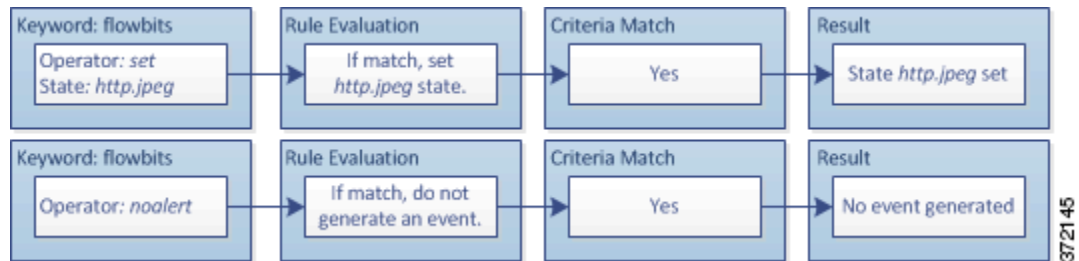 Keyword: flowbits
Operator: set
State: http.jpeg
Rule Evaluation
If match, set
http.jpeg state.
Criteria Match
Yes
Result
State http.jpeg set
Keyword: flowbits
Operator: noalert
Rule Evaluation
If match, do not
generate an event.
Criteria Match
Yes
Result
No event generated
372145